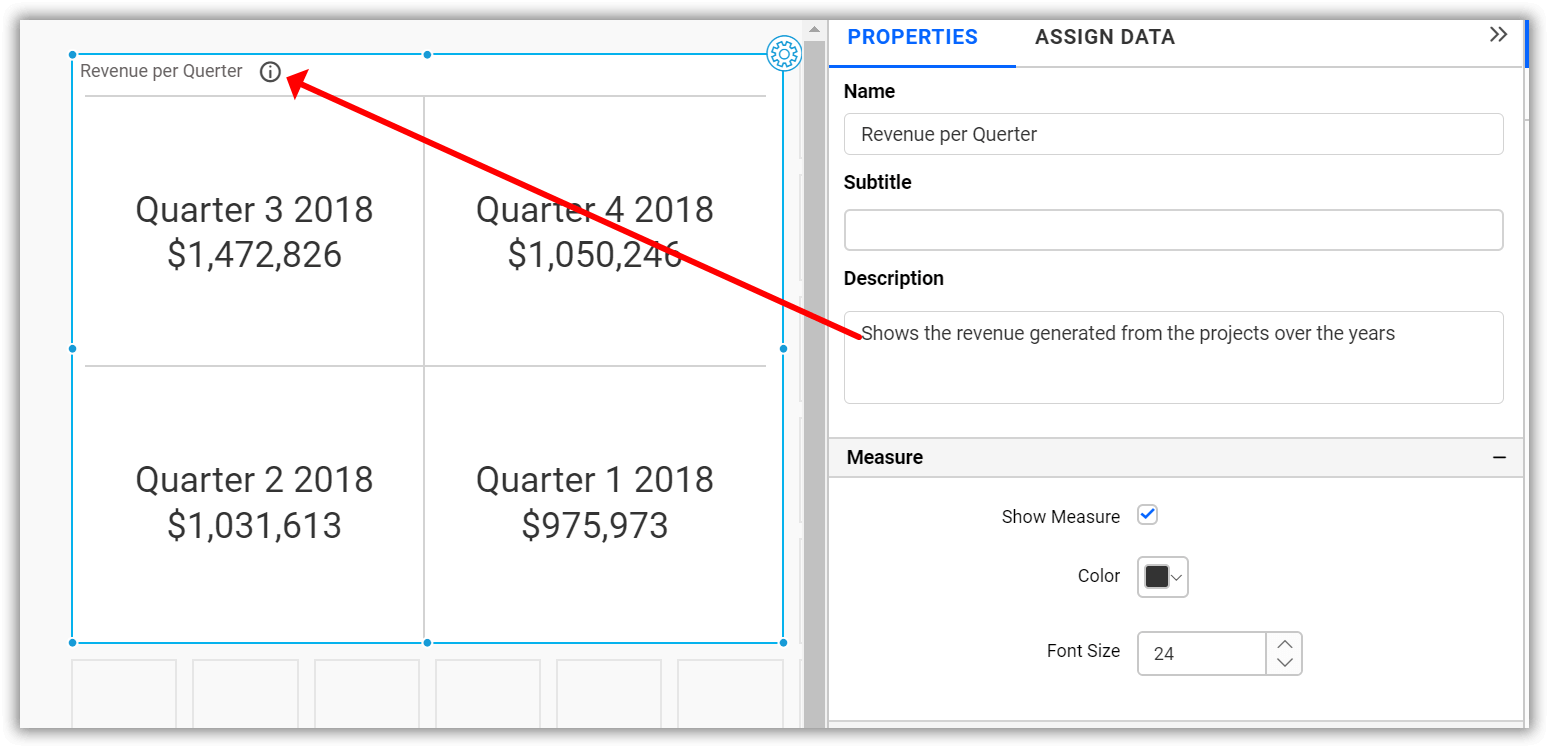 Revenue per Querter
Quarter 3 2018
$1,472,826
Quarter 4 2018
$1,050,246
Quarter 2 2018
$1,031,613
Quarter 1 2018
$975,973
PROPERTIES
ASSIGN DATA
Name
Revenue per Querter
Subtitle
Description
Shows the revenue generated from the projects over the years
Measure
Show Measure
Color
Font Size
24